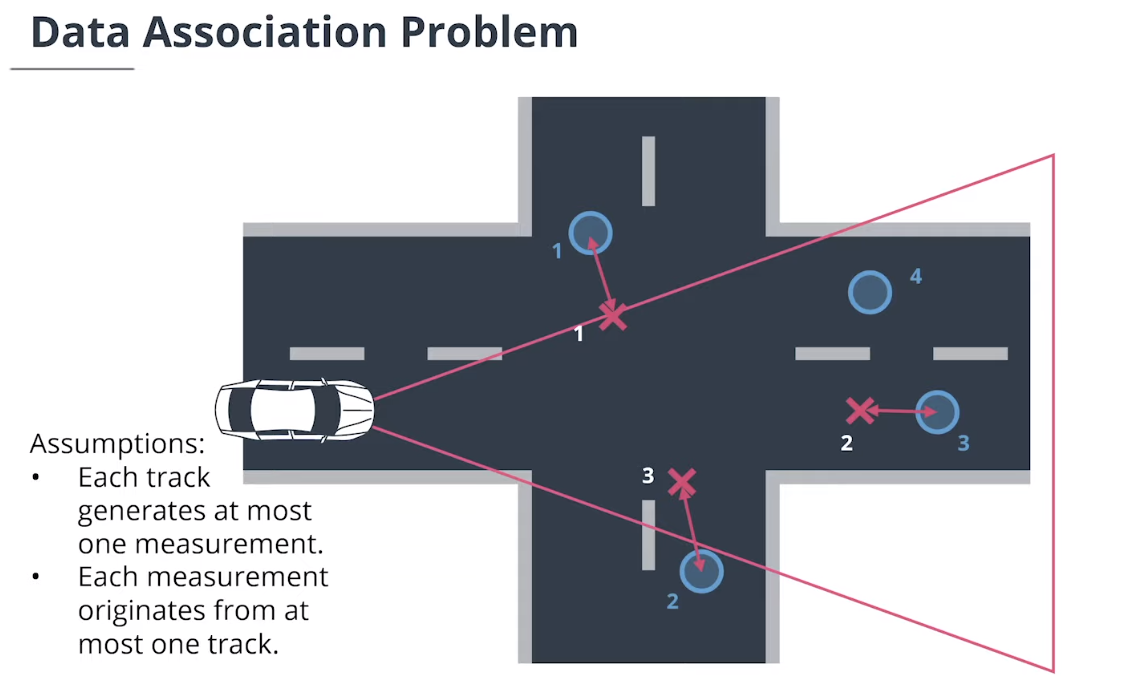 Data Association Problem
1
4
1
2
3
3
Assumptions:
• Each track
generates at most
one measurement.
• Each measurement
originates from at
most one track.
2